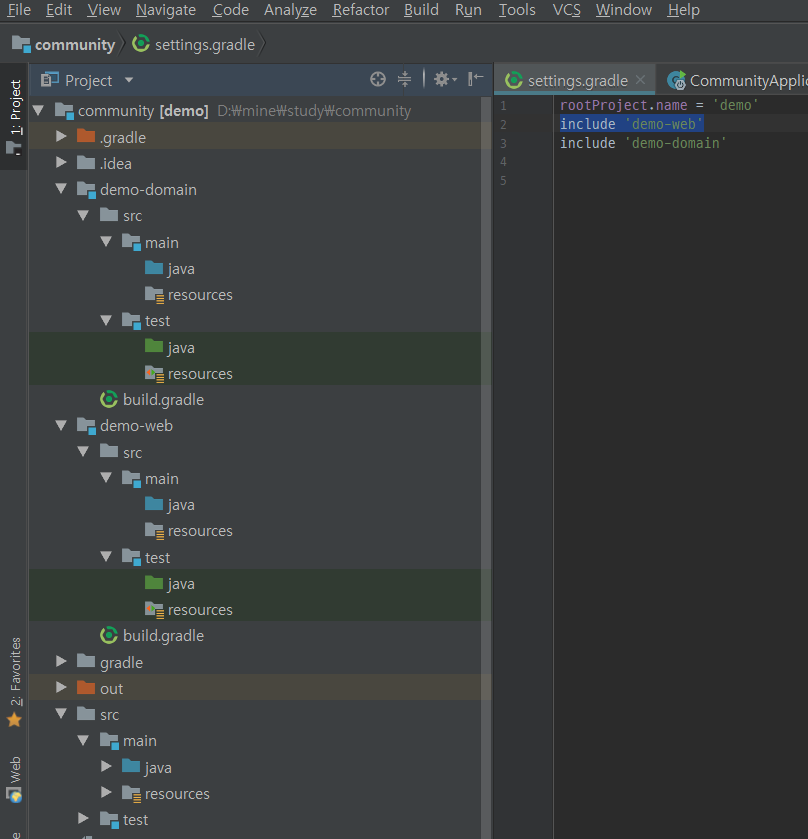 File Edit View Navigate Code Analyze Refactor Build Run Tools VCS Window Help
community settings.gradle
1: Project
2: Favorites
Web
Project
community [demo] D:₩mine₩study₩community
.gradle
.idea
demo-domain
src
main
java
resources
test
java
resources
build.gradle
demo-web
src
main
java
resources
test
java
resources
build.gradle
gradle
out
src
main
java
resources
test
settings.gradle
1 rootProject.name = 'demo'
2 include 'demo-web'
3 include 'demo-domain'
4
5